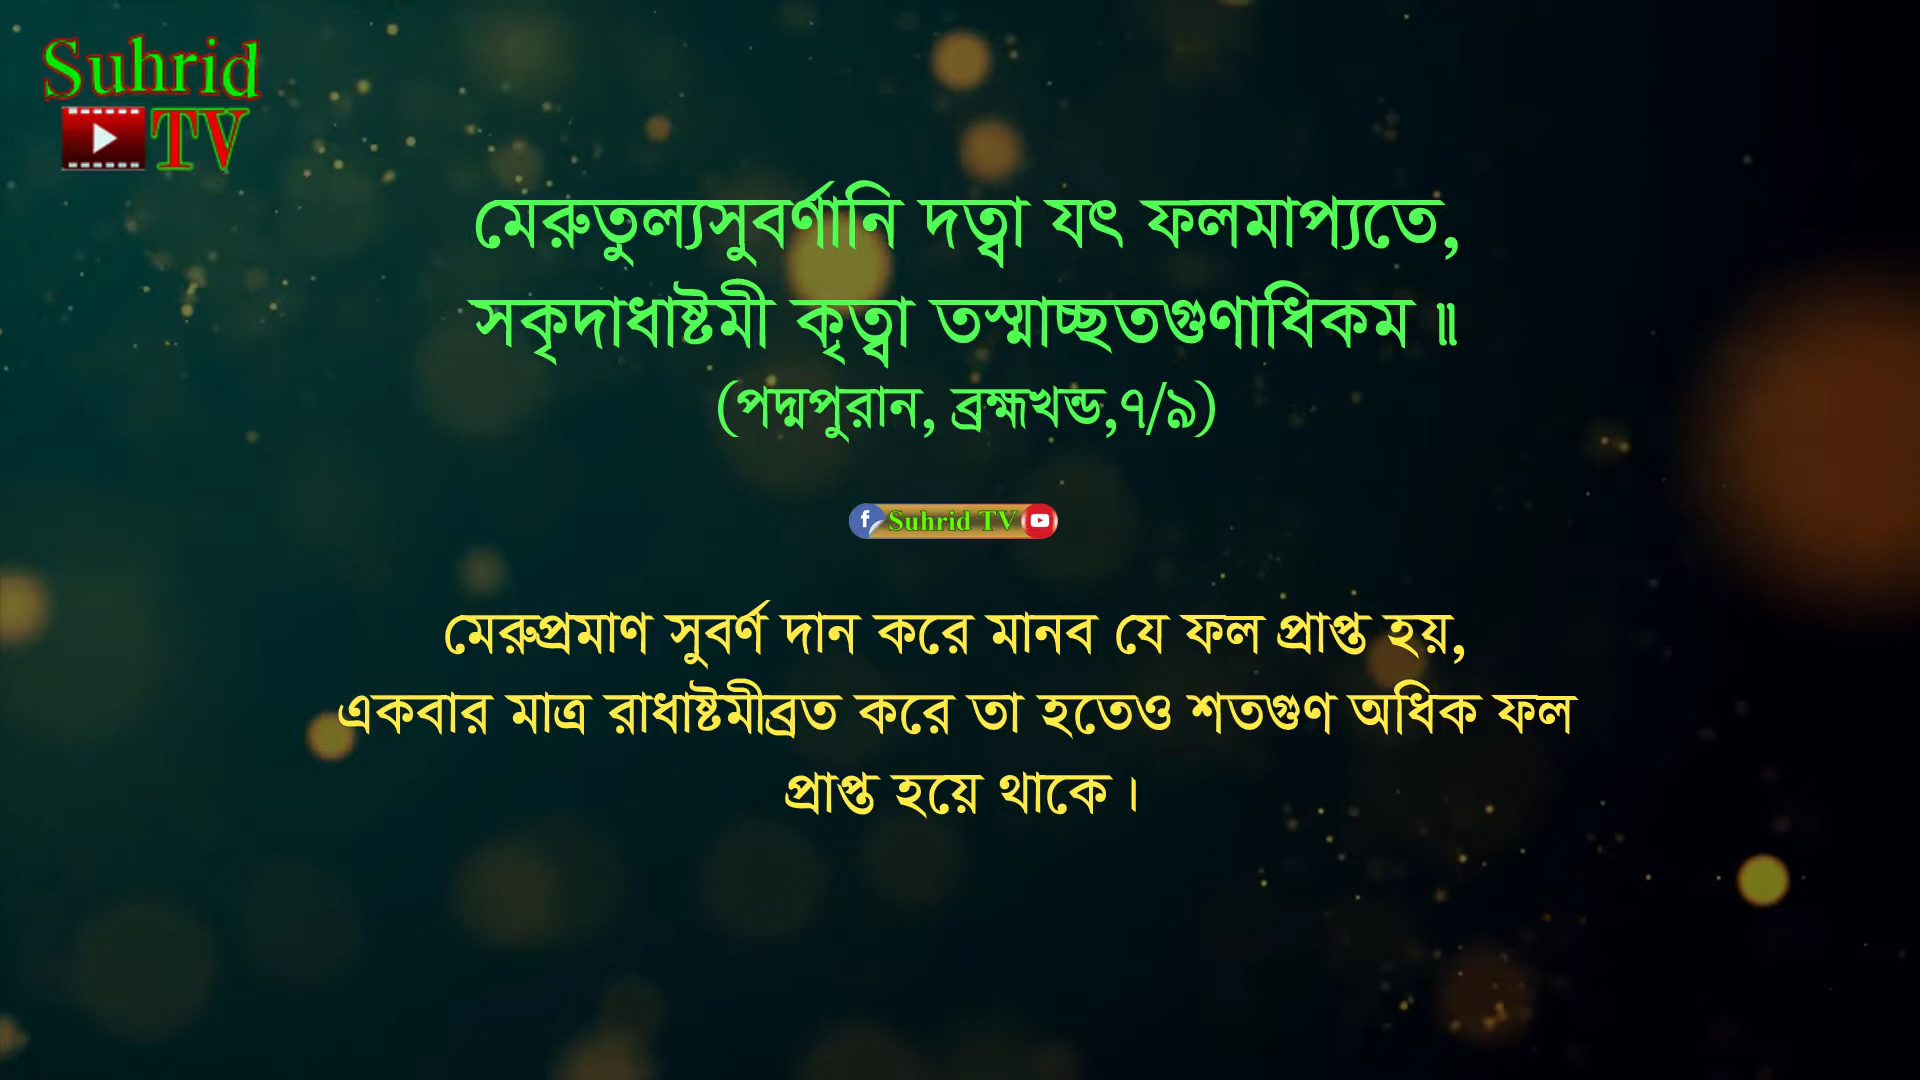 Suhrid
TV
মেরুতুল্যসুবর্ণানি দত্বা যৎ ফলমাপ্যতে,
সকৃদাধাষ্টমী কৃত্বা তস্মাচ্ছতগুণাধিকম ॥
(পদ্মপুরান, ব্রহ্মখন্ড,৭/৯)
Suhrid TV
মেরুপ্রমাণ সুবর্ণ দান করে মানব যে ফল প্রাপ্ত হয়,
একবার মাত্র রাধাষ্টমীব্রত করে তা হতেও শতগুণ অধিক ফল
প্রাপ্ত হয়ে থাকে।